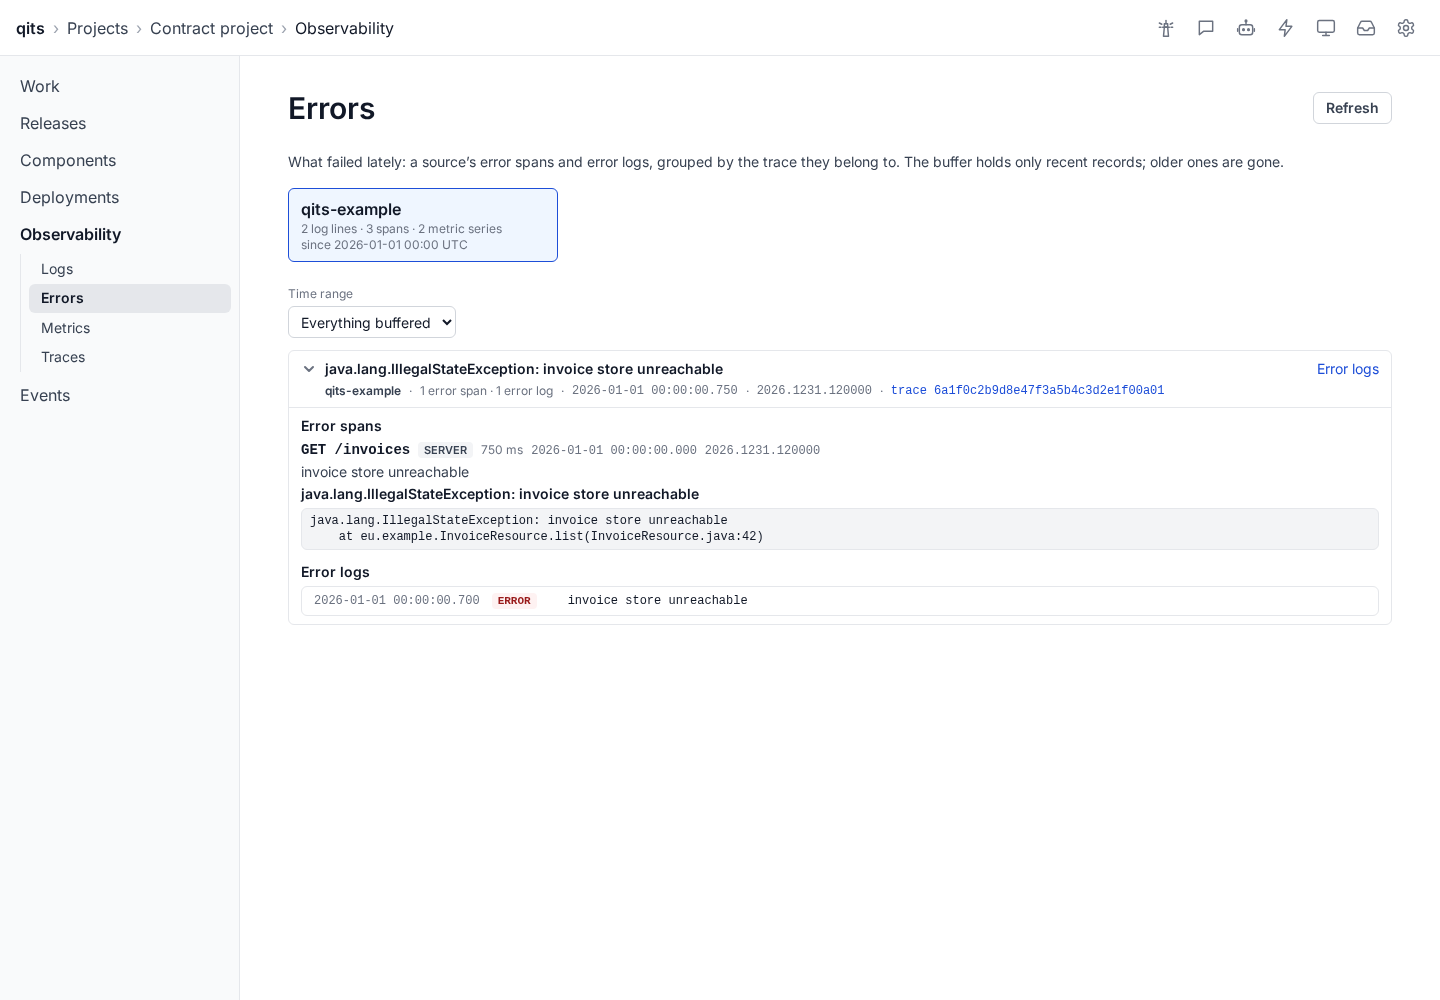 qits › Projects › Contract project › Observability
Work
Releases
Components
Deployments
Observability
Logs
Errors
Metrics
Traces
Events
Errors
Refresh
What failed lately: a source’s error spans and error logs, grouped by the trace they belong to. The buffer holds only recent records; older ones are gone.
qits-example
2 log lines · 3 spans · 2 metric series
since 2026-01-01 00:00 UTC
Time range
Everything buffered
java.lang.IllegalStateException: invoice store unreachable
Error logs
qits-example · 1 error span · 1 error log · 2026-01-01 00:00:00.750 · 2026.1231.120000 · trace 6a1f0c2b9d8e47f3a5b4c3d2e1f00a01
Error spans
GET /invoices SERVER 750 ms 2026-01-01 00:00:00.000 2026.1231.120000
invoice store unreachable
java.lang.IllegalStateException: invoice store unreachable
java.lang.IllegalStateException: invoice store unreachable
at eu.example.InvoiceResource.list(InvoiceResource.java:42)
Error logs
2026-01-01 00:00:00.700 ERROR invoice store unreachable